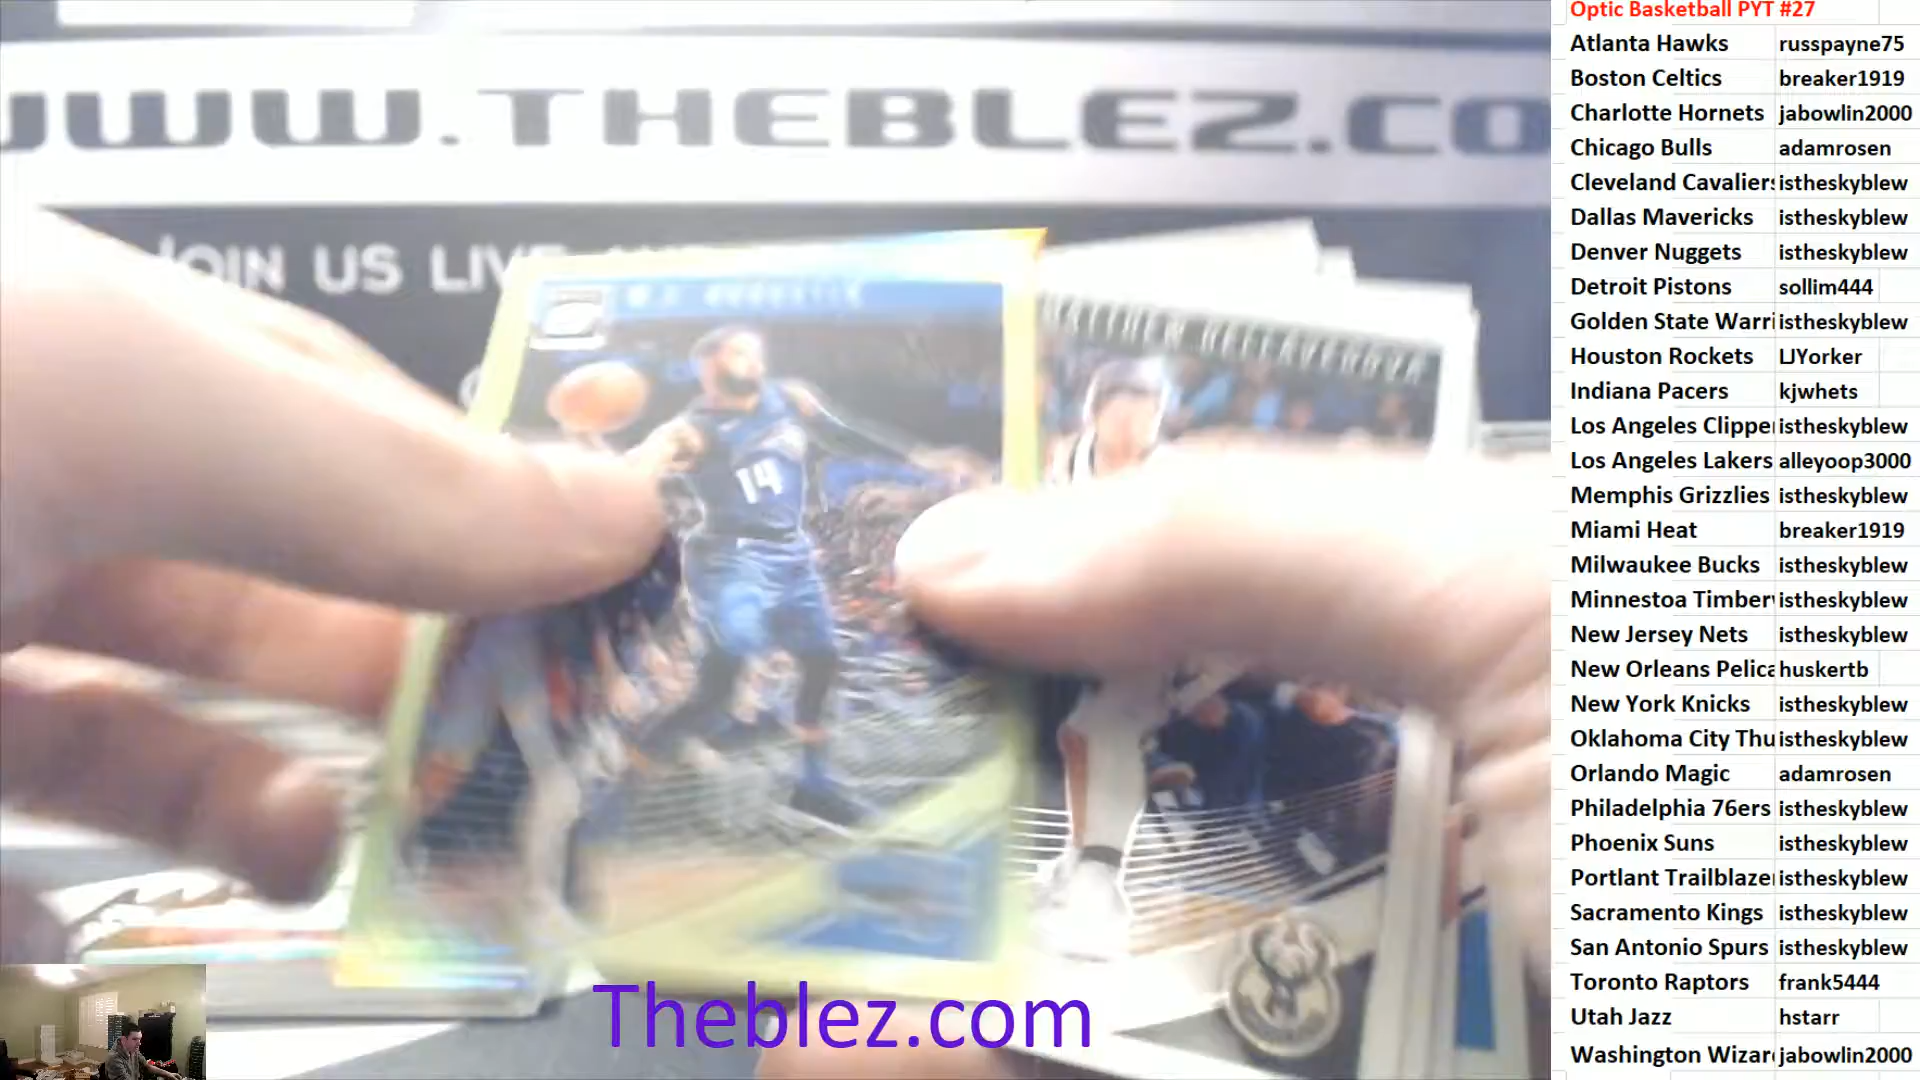 Optic Basketball PYT #27
Atlanta Hawks russpayne75
Boston Celtics breaker1919
Charlotte Hornets jabowlin2000
Chicago Bulls adamrosen
Cleveland Cavaliers istheskyblew
Dallas Mavericks istheskyblew
Denver Nuggets istheskyblew
Detroit Pistons sollim444
Golden State Warri istheskyblew
Houston Rockets LJYorker
Indiana Pacers kjwhets
Los Angeles Clippe istheskyblew
Los Angeles Lakers alleyoop3000
Memphis Grizzlies istheskyblew
Miami Heat breaker1919
Milwaukee Bucks istheskyblew
Minnestoa Timber istheskyblew
New Jersey Nets istheskyblew
New Orleans Pelica huskertb
New York Knicks istheskyblew
Oklahoma City Thu istheskyblew
Orlando Magic adamrosen
Philadelphia 76ers istheskyblew
Phoenix Suns istheskyblew
Portlant Trailblaze istheskyblew
Sacramento Kings istheskyblew
San Antonio Spurs istheskyblew
Toronto Raptors frank5444
Utah Jazz hstarr
Washington Wizar jabowlin2000
WWW.THEBLEZ.CO
JOIN US LIVE
D.J. AUGUSTIN
MATTHEW DELLAVEDOVA
14
Theblez.com